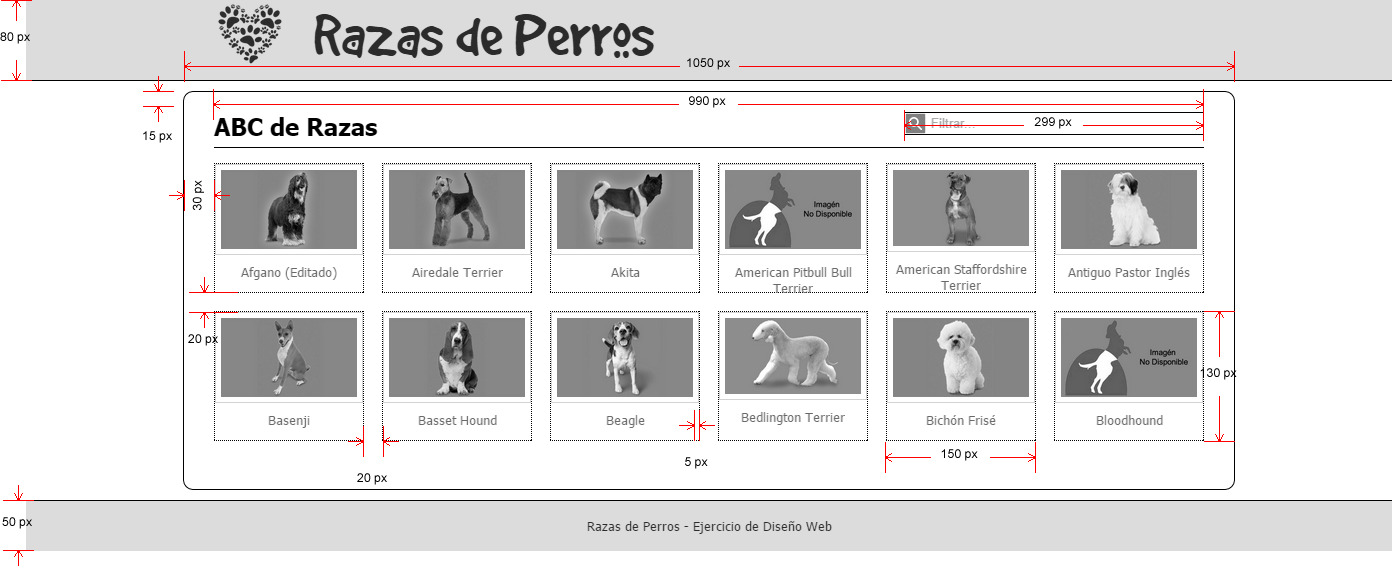 Razas de Perros
80 px
1050 px
990 px
15 px
ABC de Razas
Filtrar...
299 px
30 px
Imagén
No Disponible
Afgano (Editado)
Airedale Terrier
Akita
American Pitbull Bull
Terrier
American Staffordshire
Terrier
Antiguo Pastor Inglés
20 px
Imagén
No Disponible
130 px
Basenji
Basset Hound
Beagle
Bedlington Terrier
Bichón Frisé
Bloodhound
20 px
5 px
150 px
50 px
Razas de Perros - Ejercicio de Diseño Web